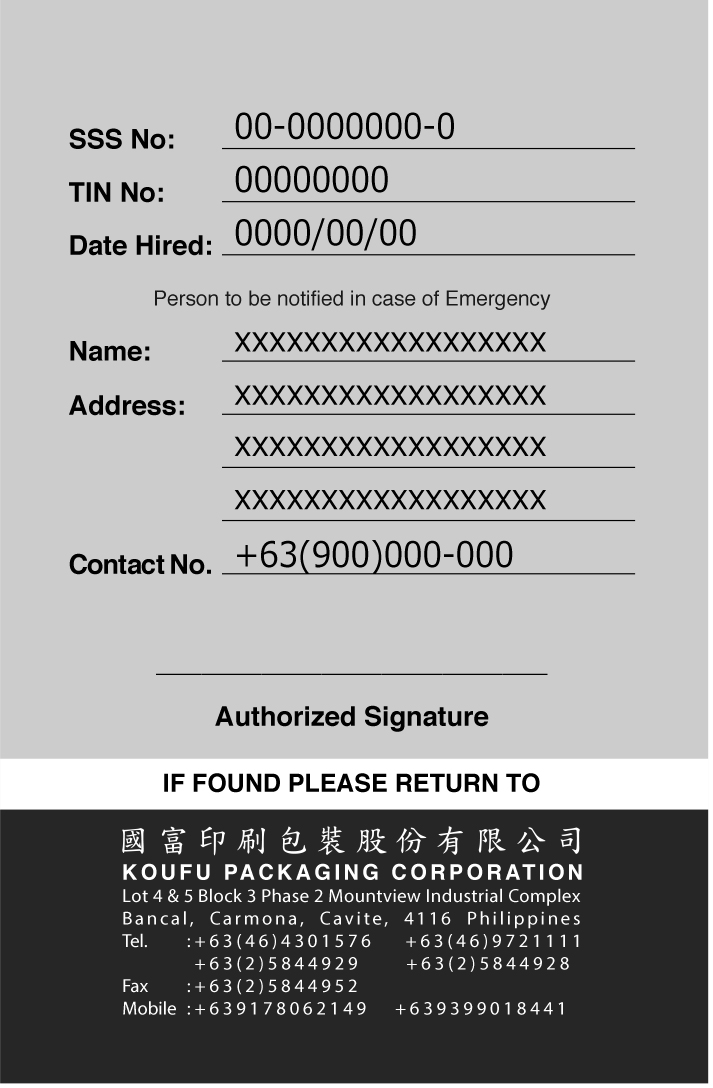 SSS No: 00-0000000-0
TIN No: 00000000
Date Hired: 0000/00/00
Person to be notified in case of Emergency
Name: XXXXXXXXXXXXXXXXXX
Address: XXXXXXXXXXXXXXXXXX
XXXXXXXXXXXXXXXXXX
XXXXXXXXXXXXXXXXXX
Contact No. +63(900)000-000
Authorized Signature
IF FOUND PLEASE RETURN TO
國富印刷包裝股份有限公司
KOUFU PACKAGING CORPORATION
Lot 4 & 5 Block 3 Phase 2 Mountview Industrial Complex
Bancal, Carmona, Cavite, 4116 Philippines
Tel. :+63(46)4301576 +63(46)9721111
+63(2)5844929 +63(2)5844928
Fax :+63(2)5844952
Mobile :+639178062149 +639399018441